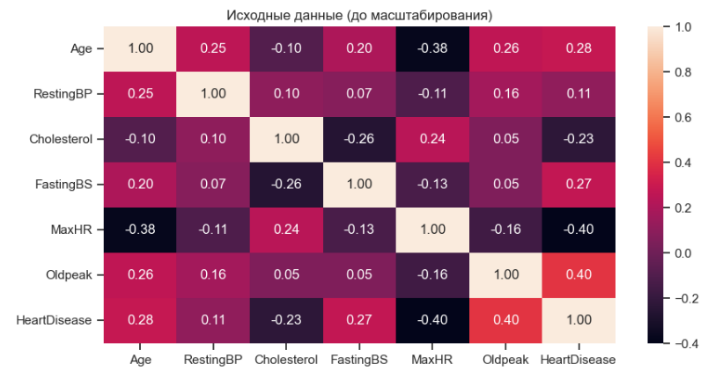 Исходные данные (до масштабирования)
Age 1.00 0.25 -0.10 0.20 -0.38 0.26 0.28
RestingBP 0.25 1.00 0.10 0.07 -0.11 0.16 0.11
Cholesterol -0.10 0.10 1.00 -0.26 0.24 0.05 -0.23
FastingBS 0.20 0.07 -0.26 1.00 -0.13 0.05 0.27
MaxHR -0.38 -0.11 0.24 -0.13 1.00 -0.16 -0.40
Oldpeak 0.26 0.16 0.05 0.05 -0.16 1.00 0.40
HeartDisease 0.28 0.11 -0.23 0.27 -0.40 0.40 1.00
Age RestingBP Cholesterol FastingBS MaxHR Oldpeak HeartDisease
1.0
0.8
0.6
0.4
0.2
0.0
−0.2
−0.4